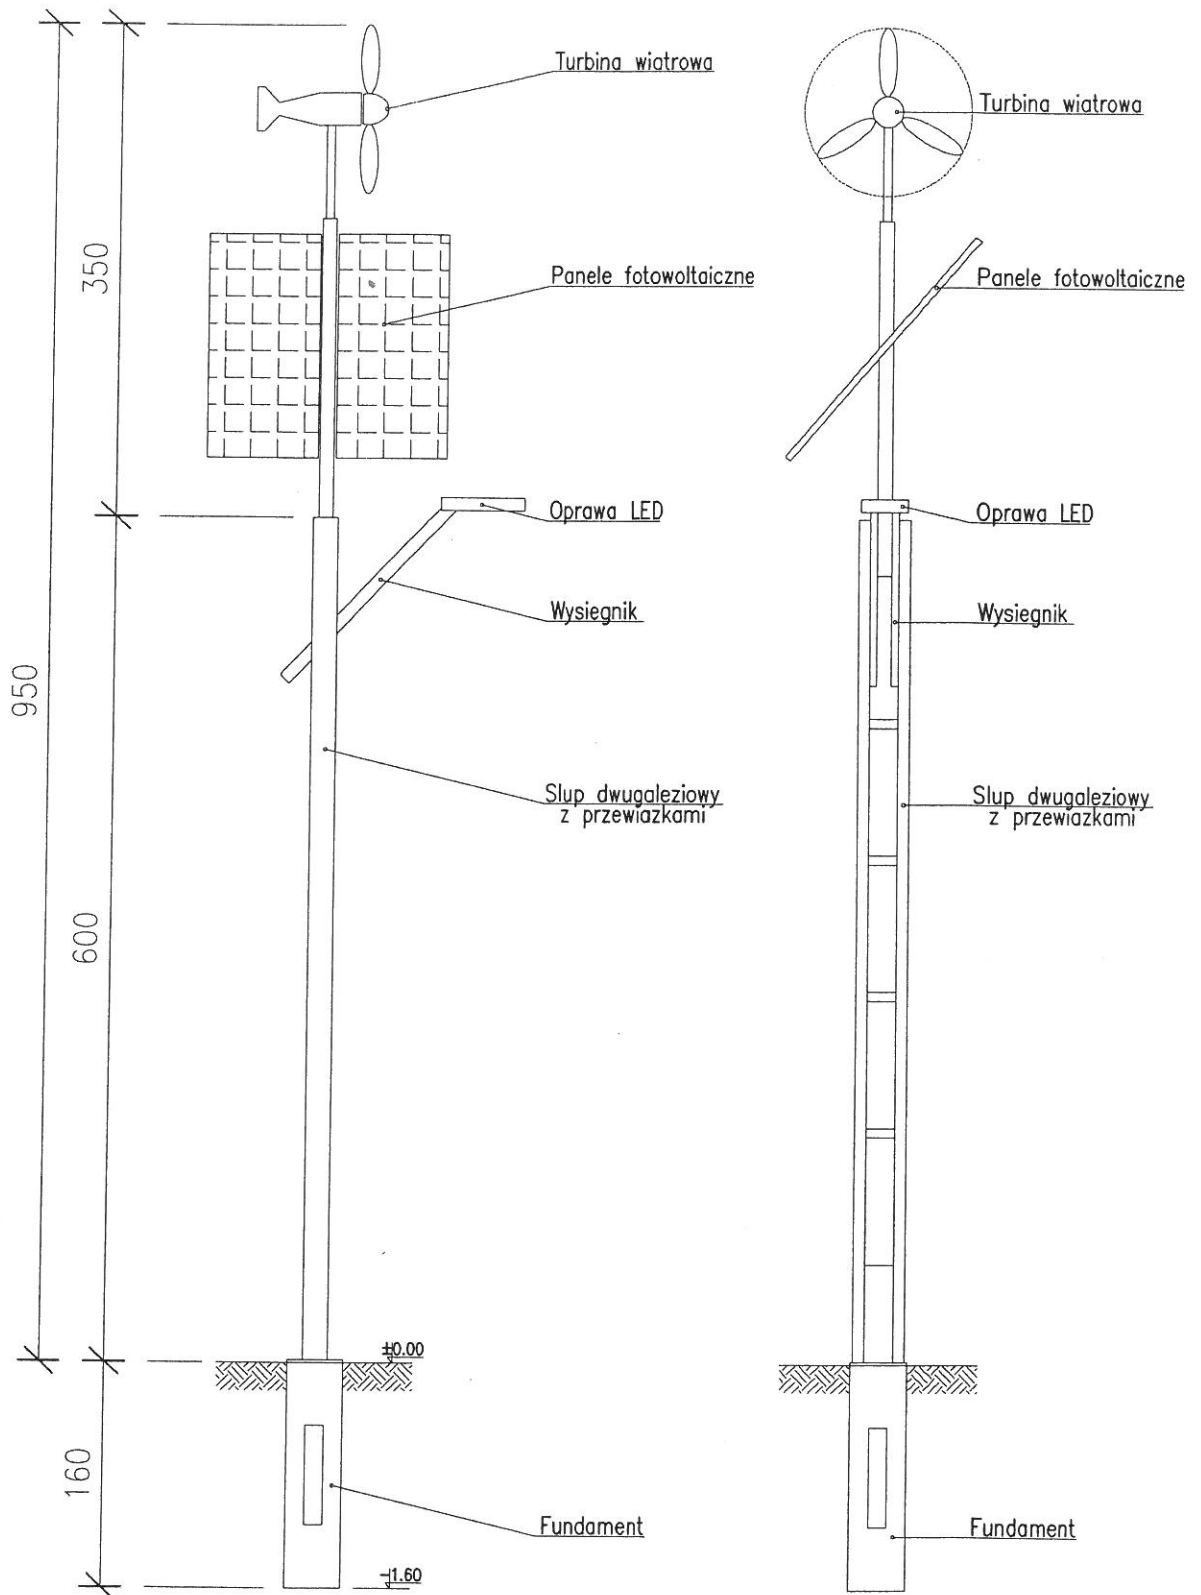 Turbina wiatrowa
Turbina wiatrowa
350
Panele fotowoltaiczne
Panele fotowoltaiczne
Oprawa LED
Oprawa LED
Wysiegnik
Wysiegnik
950
Slup dwugaleziowy
z przewiazkami
Slup dwugaleziowy
z przewiazkami
600
±0.00
160
Fundament
Fundament
-1.60